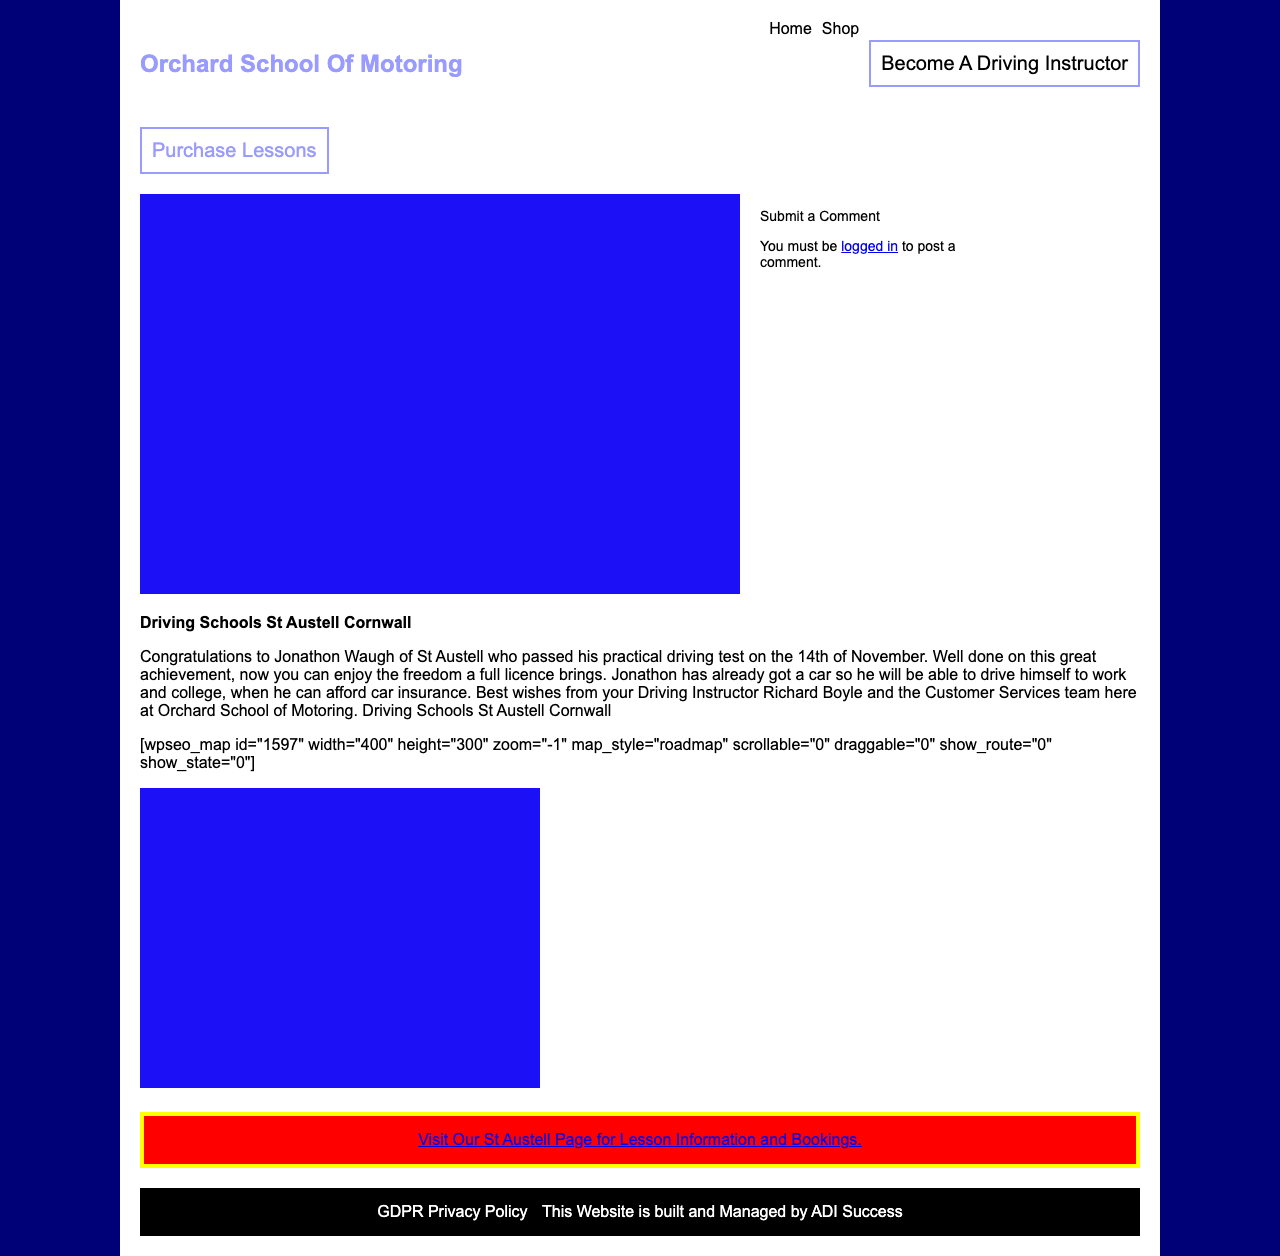 Home Shop
Orchard School Of Motoring
Become A Driving Instructor
Purchase Lessons
Submit a Comment
You must be logged in to post a
comment.
Driving Schools St Austell Cornwall
Congratulations to Jonathon Waugh of St Austell who passed his practical driving test on the 14th of November. Well done on this great
achievement, now you can enjoy the freedom a full licence brings. Jonathon has already got a car so he will be able to drive himself to work
and college, when he can afford car insurance. Best wishes from your Driving Instructor Richard Boyle and the Customer Services team here
at Orchard School of Motoring. Driving Schools St Austell Cornwall
[wpseo_map id="1597" width="400" height="300" zoom="-1" map_style="roadmap" scrollable="0" draggable="0" show_route="0"
show_state="0"]
Visit Our St Austell Page for Lesson Information and Bookings.
GDPR Privacy Policy This Website is built and Managed by ADI Success